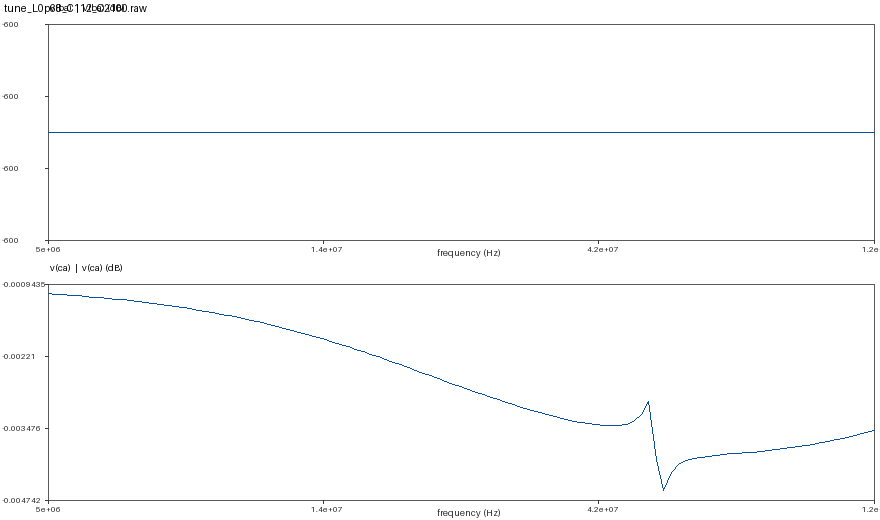 -600
-600
-600
-600
5e+06 1.4e+07 4.2e+07 1.2e
frequency (Hz)
v(ca) | v(ca) (dB)
-0.0009435
-0.00221
-0.003476
-0.004742
5e+06 1.4e+07 4.2e+07 1.2e
frequency (Hz)